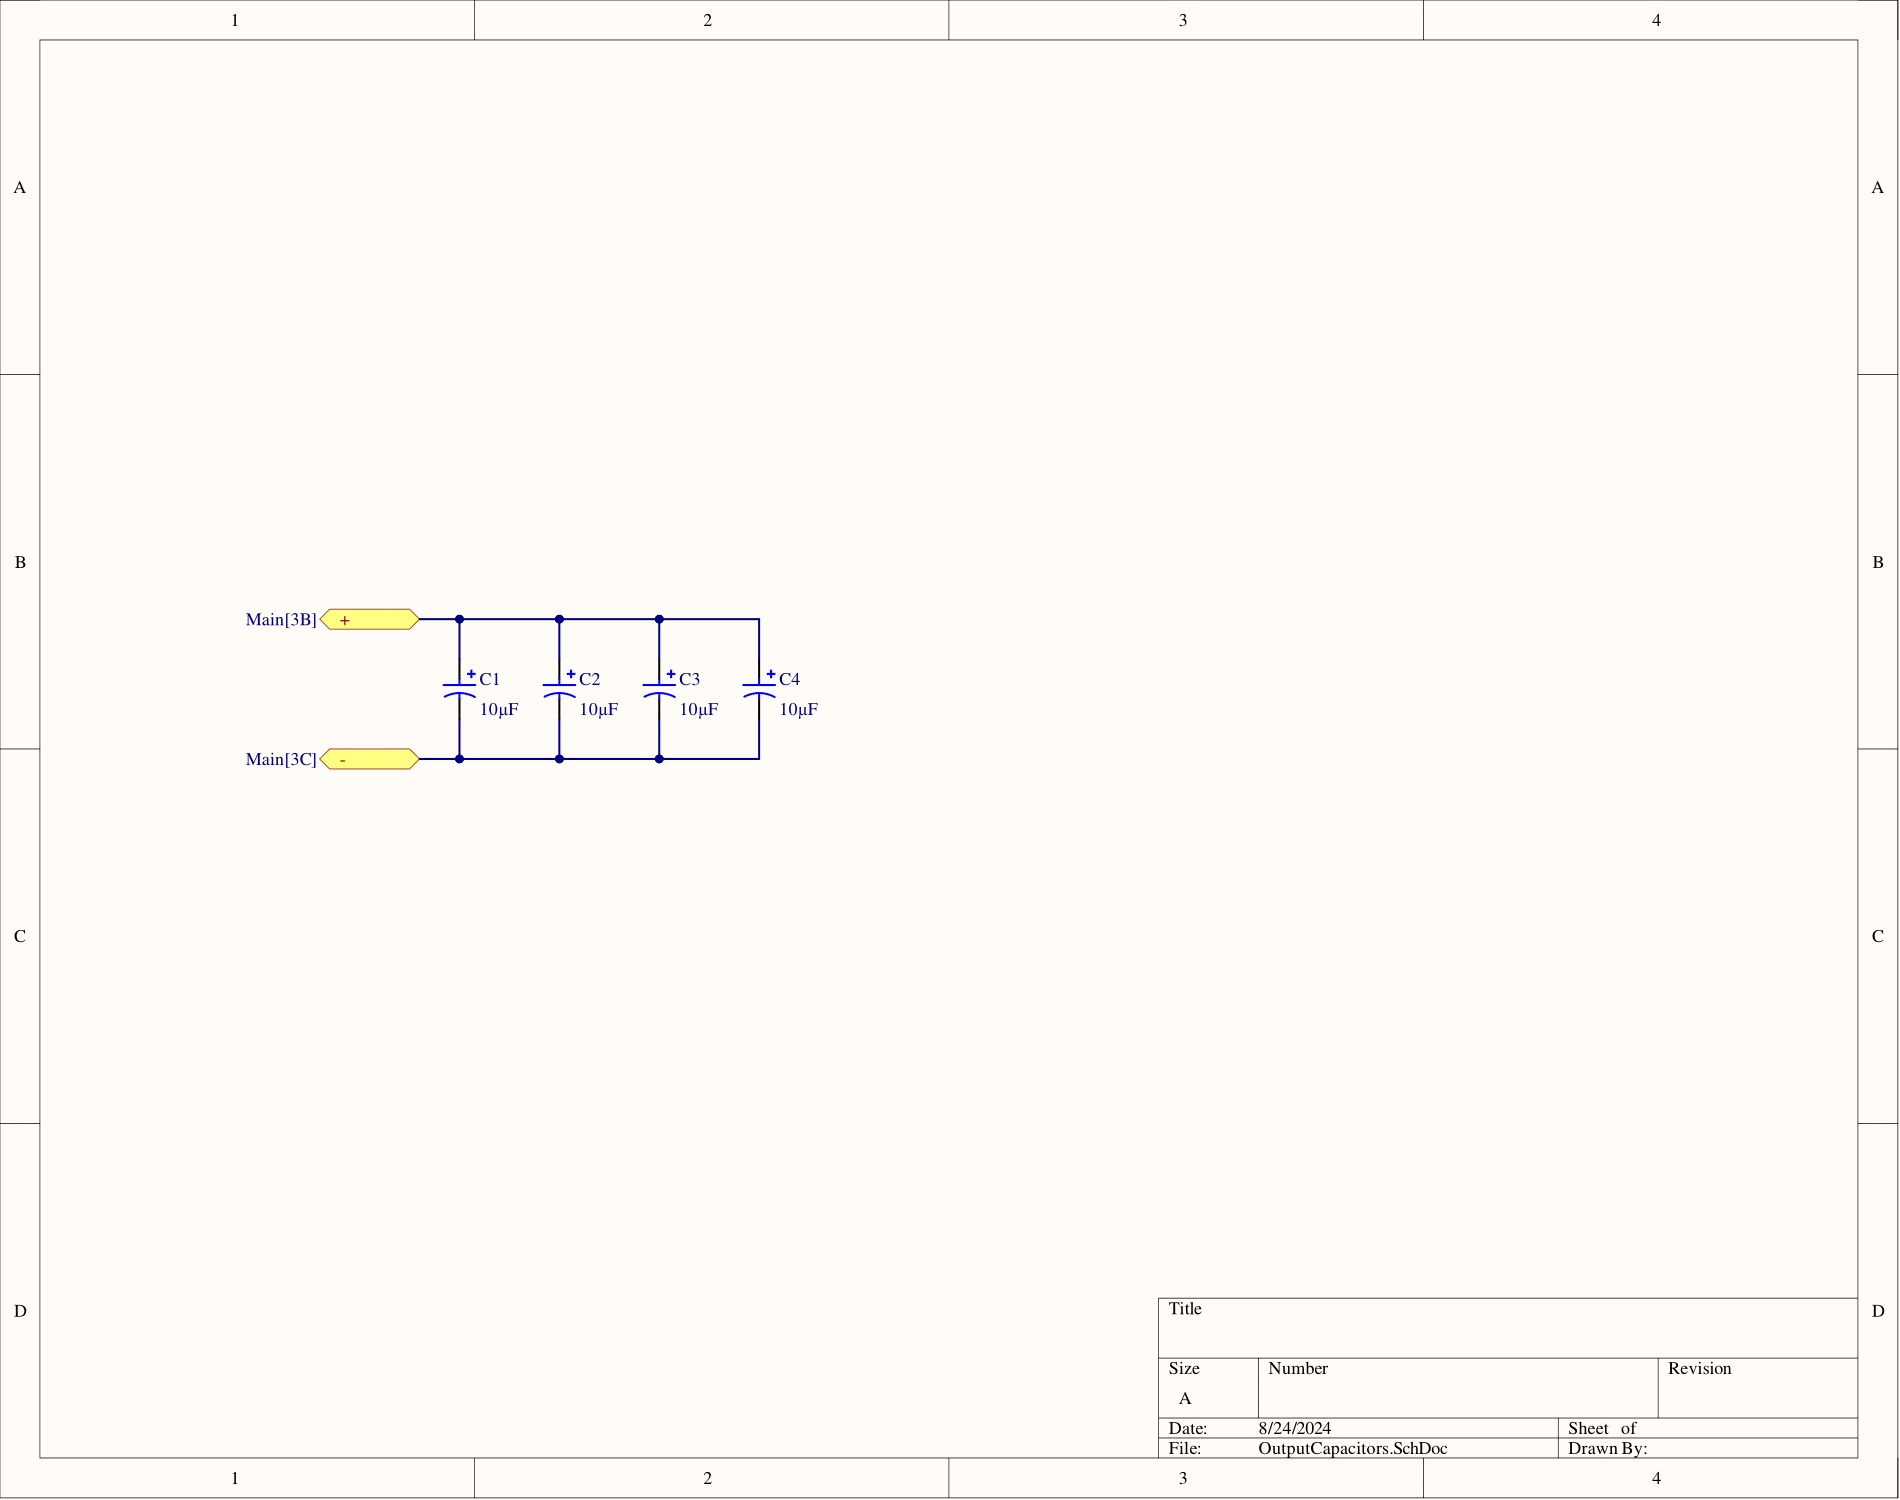 1 2 3 4
A A
B B
Main[3B] +
+ C1 + C2 + C3 + C4
10µF 10µF 10µF 10µF
Main[3C] -
C C
D D
Title
Size Number Revision
A
Date: 8/24/2024 Sheet of
File: OutputCapacitors.SchDoc Drawn By:
1 2 3 4